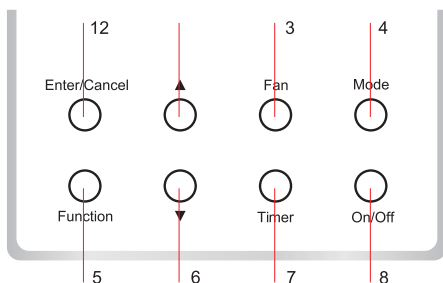 12 3 4
Enter/Cancel ▲ Fan Mode
Function ▼ Timer On/Off
5 6 7 8